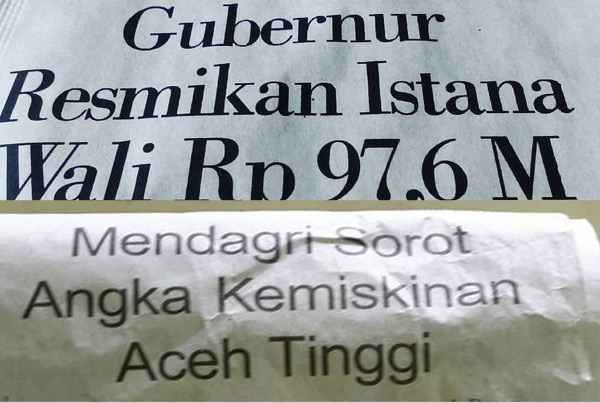 Gubernur
Resmikan Istana
Wali Rp 97,6 M
Mendagri Sorot
Angka Kemiskinan
Aceh Tinggi